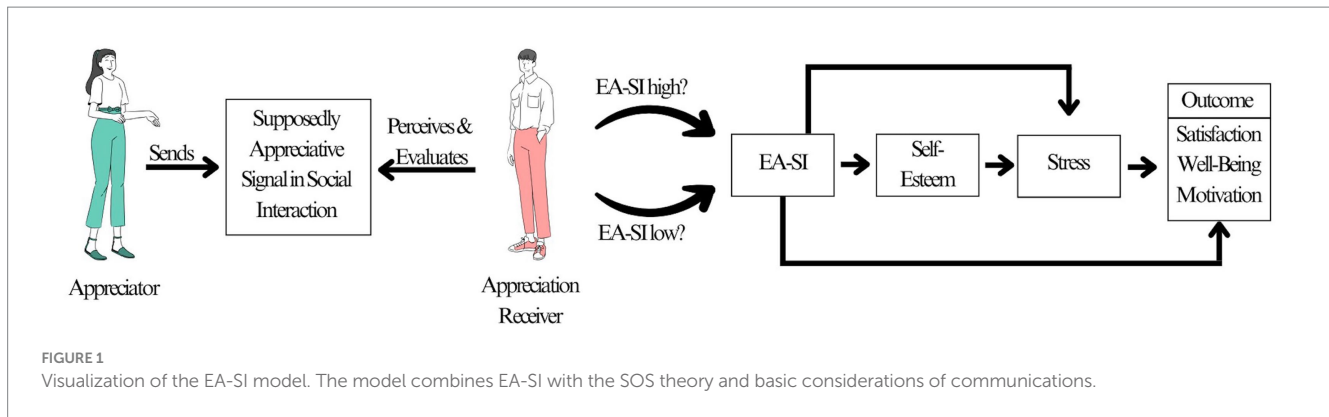 Appreciator
Sends
Supposedly
Appreciative
Signal in Social
Interaction
Perceives &
Evaluates
Appreciation
Receiver
EA-SI high?
EA-SI low?
EA-SI
Self-
Esteem
Stress
Outcome
Satisfaction
Well-Being
Motivation
FIGURE 1
Visualization of the EA-SI model. The model combines EA-SI with the SOS theory and basic considerations of communications.